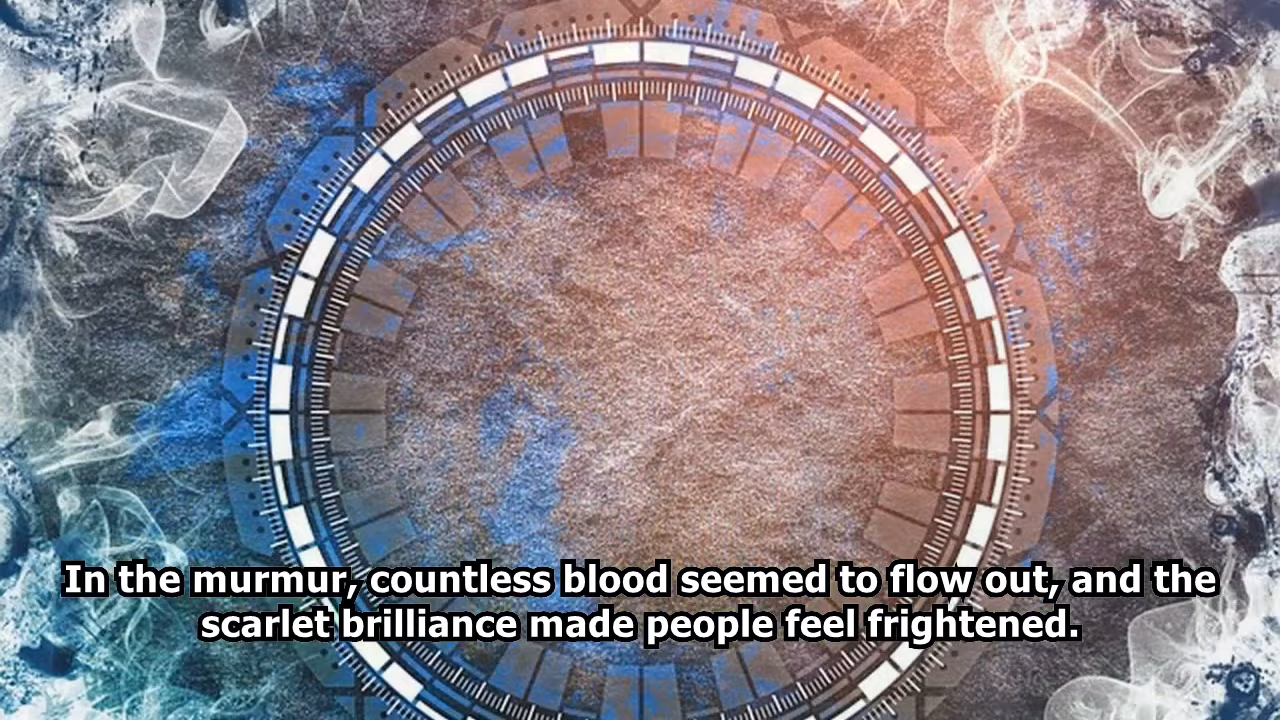 In the murmur, countless blood seemed to flow out, and the
scarlet brilliance made people feel frightened.